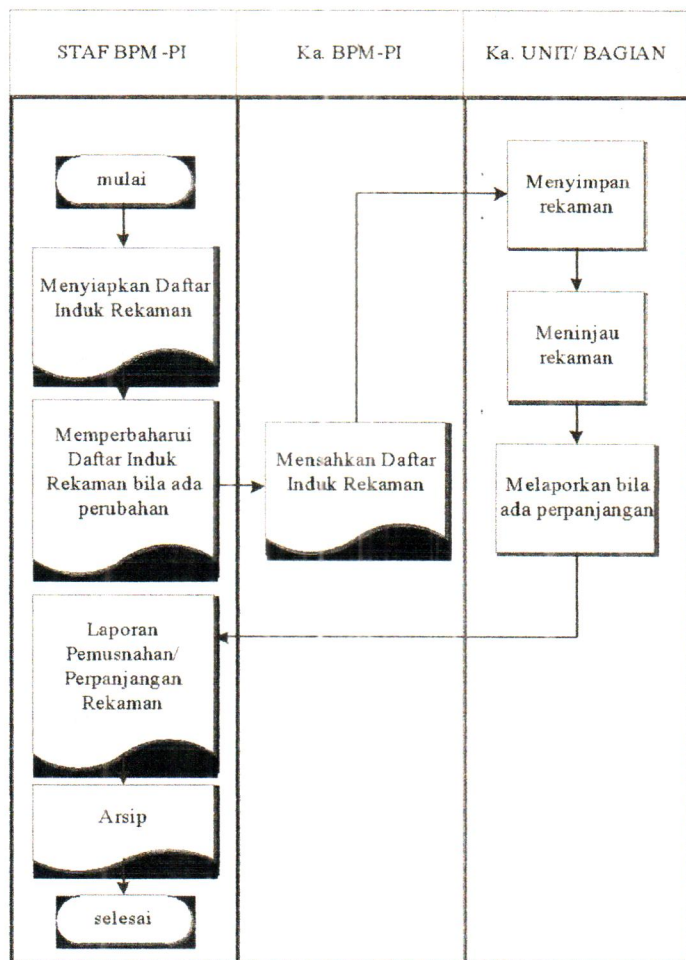 STAF BPM-PI
Ka. BPM-PI
Ka. UNIT/ BAGIAN
mulai
Menyiapkan Daftar
Induk Rekaman
Memperbaharui
Daftar Induk
Rekaman bila ada
perubahan
Mensahkan Daftar
Induk Rekaman
Menyimpan
rekaman
Meninjau
rekaman
Melaporkan bila
ada perpanjangan
Laporan
Pemusnahan/
Perpanjangan
Rekaman
Arsip
selesai